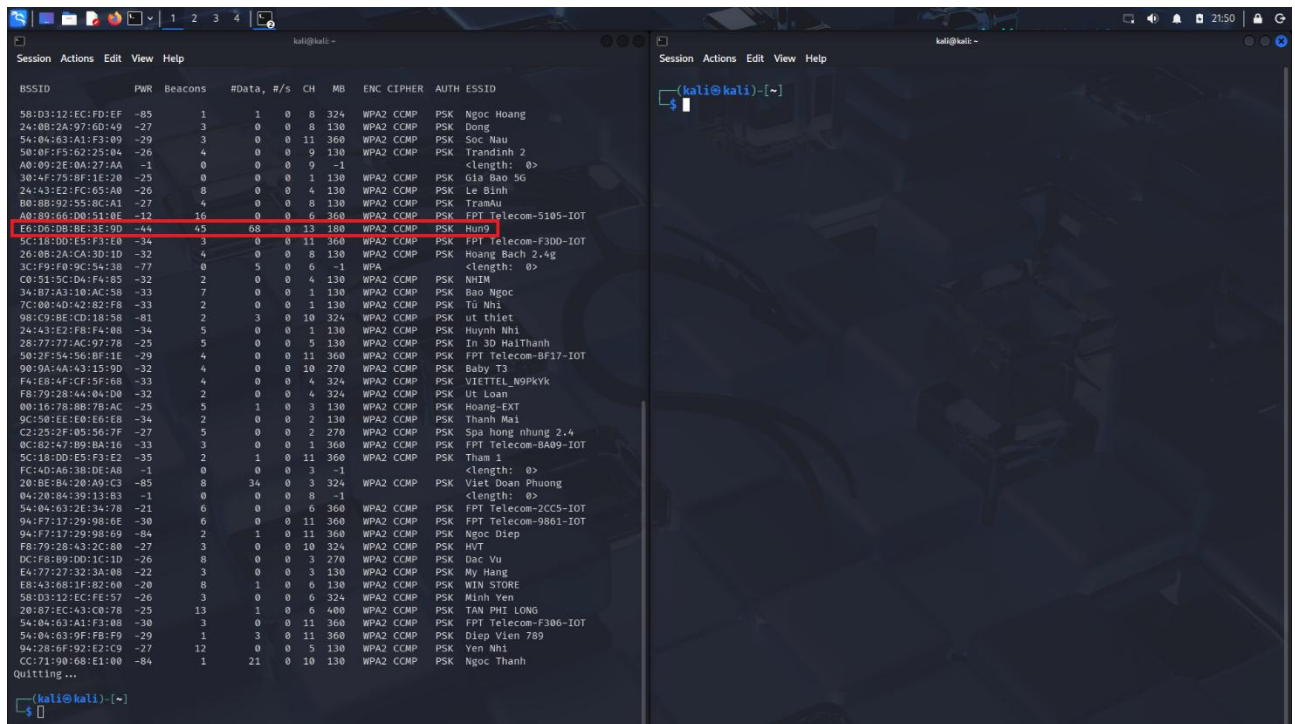 1 2 3 4 2 21:50
kali@kali: ~
Session Actions Edit View Help
BSSID PWR Beacons #Data, #/s CH MB ENC CIPHER AUTH ESSID
58:D3:12:EC:FD:EF -85 1 1 0 8 324 WPA2 CCMP PSK Ngoc Hoang
24:0B:2A:97:6D:49 -27 3 0 0 8 130 WPA2 CCMP PSK Dong
54:04:63:A1:F3:09 -29 3 0 0 11 360 WPA2 CCMP PSK Soc Nau
50:0F:F5:62:25:04 -26 4 0 0 9 130 WPA2 CCMP PSK Trandinh 2
A0:09:2E:0A:27:AA -1 0 0 0 9 -1 <length: 0>
30:4F:75:8F:1E:20 -25 0 0 0 1 130 WPA2 CCMP PSK Gia Bao 5G
24:43:E2:FC:65:A0 -26 8 0 0 4 130 WPA2 CCMP PSK Le Binh
B0:8B:92:55:8C:A1 -27 4 0 0 8 130 WPA2 CCMP PSK TramAu
A0:89:66:D0:51:0E -12 16 0 0 6 360 WPA2 CCMP PSK FPT Telecom-5105-IOT
E6:D6:DB:BE:3E:9D -44 45 68 0 13 180 WPA2 CCMP PSK Hun9
5C:18:DD:E5:F3:E0 -34 3 0 0 11 360 WPA2 CCMP PSK FPT Telecom-F3DD-IOT
26:0B:2A:CA:3D:1D -32 4 0 0 8 130 WPA2 CCMP PSK Hoang Bach 2.4g
3C:F9:F0:9C:54:38 -77 0 5 0 6 -1 WPA <length: 0>
C0:51:5C:D4:F4:85 -32 2 0 0 4 130 WPA2 CCMP PSK NHIM
34:B7:A3:10:AC:58 -33 7 0 0 1 130 WPA2 CCMP PSK Bao Ngoc
7C:00:4D:42:82:F8 -33 2 0 0 1 130 WPA2 CCMP PSK Tú Nhi
98:C9:BE:CD:18:58 -81 2 3 0 10 324 WPA2 CCMP PSK ut thiet
24:43:E2:F8:F4:08 -34 5 0 0 1 130 WPA2 CCMP PSK Huynh Nhi
28:77:77:AC:97:78 -25 5 0 0 5 130 WPA2 CCMP PSK In 3D HaiThanh
50:2F:54:56:BF:1E -29 4 0 0 11 360 WPA2 CCMP PSK FPT Telecom-BF17-IOT
90:9A:4A:43:15:9D -32 4 0 0 10 270 WPA2 CCMP PSK Baby T3
F4:E8:4F:CF:5F:68 -33 4 0 0 4 324 WPA2 CCMP PSK VIETTEL_N9PkYk
F8:79:28:44:04:D0 -32 2 0 0 4 324 WPA2 CCMP PSK Ut Loan
00:16:78:8B:7B:AC -25 5 1 0 3 130 WPA2 CCMP PSK Hoang-EXT
9C:50:EE:E0:E6:E8 -34 2 0 0 2 130 WPA2 CCMP PSK Thanh Mai
C2:25:2F:05:56:7F -27 5 0 0 2 270 WPA2 CCMP PSK Spa hong nhung 2.4
0C:82:47:B9:BA:16 -33 3 0 0 1 360 WPA2 CCMP PSK FPT Telecom-BA09-IOT
5C:18:DD:E5:F3:E2 -35 2 1 0 11 360 WPA2 CCMP PSK Tham 1
FC:4D:A6:38:DE:A8 -1 0 0 0 3 -1 <length: 0>
20:BE:B4:20:A9:C3 -85 8 34 0 3 324 WPA2 CCMP PSK Viet Doan Phuong
04:20:84:39:13:B3 -1 0 0 0 8 -1 <length: 0>
54:04:63:2E:34:78 -21 6 0 0 6 360 WPA2 CCMP PSK FPT Telecom-2CC5-IOT
94:F7:17:29:98:6E -30 6 0 0 11 360 WPA2 CCMP PSK FPT Telecom-9861-IOT
94:F7:17:29:98:69 -84 2 1 0 11 360 WPA2 CCMP PSK Ngoc Diep
F8:79:28:43:2C:80 -27 3 0 0 10 324 WPA2 CCMP PSK HVT
DC:F8:B9:DD:1C:1D -26 8 0 0 3 270 WPA2 CCMP PSK Dac Vu
E4:77:27:32:3A:08 -22 3 0 0 3 130 WPA2 CCMP PSK My Hang
E8:43:68:1F:82:60 -20 8 1 0 6 130 WPA2 CCMP PSK WIN STORE
58:D3:12:EC:FE:57 -26 3 0 0 6 324 WPA2 CCMP PSK Minh Yen
20:87:EC:43:C0:78 -25 13 1 0 6 400 WPA2 CCMP PSK TAN PHI LONG
54:04:63:A1:F3:08 -30 3 0 0 11 360 WPA2 CCMP PSK FPT Telecom-F306-IOT
54:04:63:9F:FB:F9 -29 1 3 0 11 360 WPA2 CCMP PSK Diep Vien 789
94:28:6F:92:E2:C9 -27 12 0 0 5 130 WPA2 CCMP PSK Yen Nhi
CC:71:90:68:E1:00 -84 1 21 0 10 130 WPA2 CCMP PSK Ngoc Thanh
Quitting...
┌──(kali㉿kali)-[~]
└─$
kali@kali: ~
Session Actions Edit View Help
┌──(kali㉿kali)-[~]
└─$